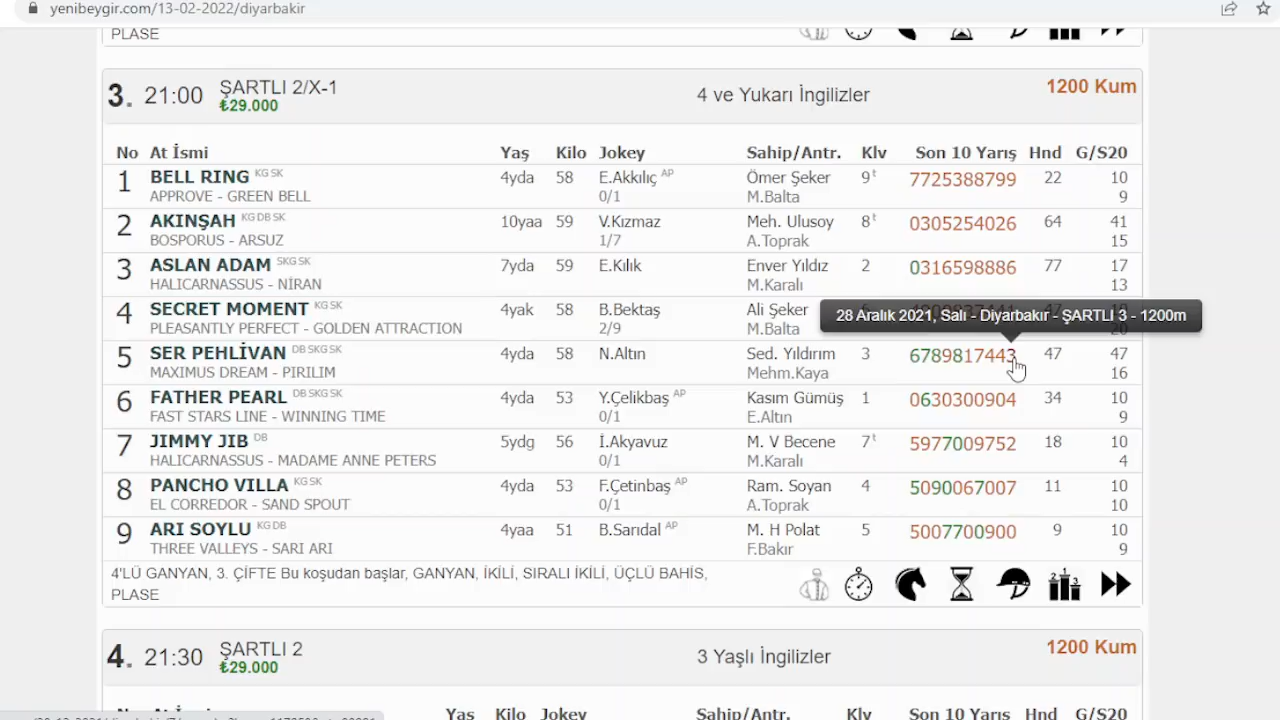 yenibeygir.com/13-02-2022/diyarbakir
PLASE
3. 21:00 ŞARTLI 2/X-1 4 ve Yukarı İngilizler 1200 Kum
₺29.000
No At İsmi Yaş Kilo Jokey Sahip/Antr. Klv Son 10 Yarış Hnd G/S20
1 BELL RING KG SK 4yda 58 E.Akkılıç AP Ömer Şeker 9 t 7725388799 22 10
APPROVE - GREEN BELL 0/1 M.Balta 9
2 AKINŞAH KG DB SK 10yaa 59 V.Kızmaz Meh. Ulusoy 8 t 0305254026 64 41
BOSPORUS - ARSUZ 1/7 A.Toprak 15
3 ASLAN ADAM SKG SK 7yda 59 E.Kılık Enver Yıldız 2 0316598886 77 17
HALICARNASSUS - NİRAN M.Karalı 13
4 SECRET MOMENT KG SK 4yak 58 B.Bektaş Ali Şeker
PLEASANTLY PERFECT - GOLDEN ATTRACTION 2/9 M.Balta 20
28 Aralık 2021, Salı - Diyarbakır - ŞARTLI 3 - 1200m
5 SER PEHLİVAN DB SKG SK 4yda 58 N.Altın Sed. Yıldırım 3 6789817443 47 47
MAXIMUS DREAM - PIRILIM Mehm.Kaya 16
6 FATHER PEARL DB SKG SK 4yda 53 Y.Çelikbaş AP Kasım Gümüş 1 0630300904 34 10
FAST STARS LINE - WINNING TIME 0/1 E.Altın 9
7 JIMMY JIB DB 5ydg 56 İ.Akyavuz M. V Becene 7 t 5977009752 18 10
HALICARNASSUS - MADAME ANNE PETERS 0/1 M.Karalı 4
8 PANCHO VILLA KG SK 4yda 53 F.Çetinbaş AP Ram. Soyan 4 5090067007 11 10
EL CORREDOR - SAND SPOUT 0/1 A.Toprak 10
9 ARI SOYLU KG DB 4yaa 51 B.Sarıdal AP M. H Polat 5 5007700900 9 10
THREE VALLEYS - SARI ARI F.Bakır 9
4'LÜ GANYAN, 3. ÇİFTE Bu koşudan başlar, GANYAN, İKİLİ, SIRALI İKİLİ, ÜÇLÜ BAHİS,
PLASE
4. 21:30 ŞARTLI 2 3 Yaşlı İngilizler 1200 Kum
₺29.000
Yaş Kilo Jokey Sahip/Antr. Klv Son 10 Yarış Hnd G/S20